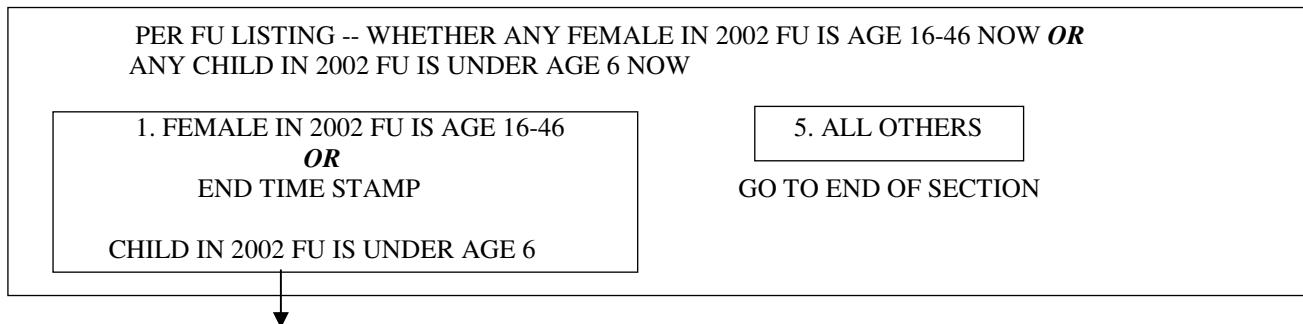 PER FU LISTING -- WHETHER ANY FEMALE IN 2002 FU IS AGE 16-46 NOW OR
ANY CHILD IN 2002 FU IS UNDER AGE 6 NOW
1. FEMALE IN 2002 FU IS AGE 16-46
OR
END TIME STAMP
CHILD IN 2002 FU IS UNDER AGE 6
5. ALL OTHERS
GO TO END OF SECTION